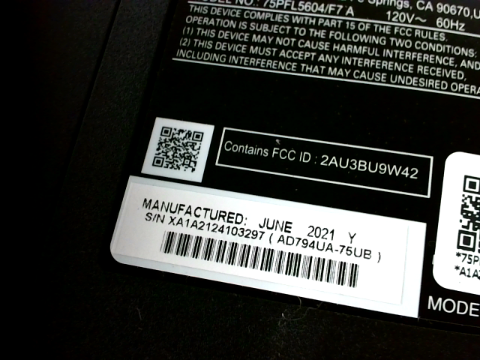 MODEL NO.: 75PFL5604/F7 A 120V~ 60Hz
Springs, CA 90670,
THIS DEVICE COMPLIES WITH PART 15 OF THE FCC RULES.
OPERATION IS SUBJECT TO THE FOLLOWING TWO CONDITIONS:
(1) THIS DEVICE MAY NOT CAUSE HARMFUL INTERFERENCE, AND
(2) THIS DEVICE MUST ACCEPT ANY INTERFERENCE RECEIVED,
INCLUDING INTERFERENCE THAT MAY CAUSE UNDESIRED OPERA
Contains FCC ID : 2AU3BU9W42
MANUFACTURED: JUNE 2021 Y
S/N XA1A2124103297 ( AD794UA-75UB )
*75P
*A1A2
MODE